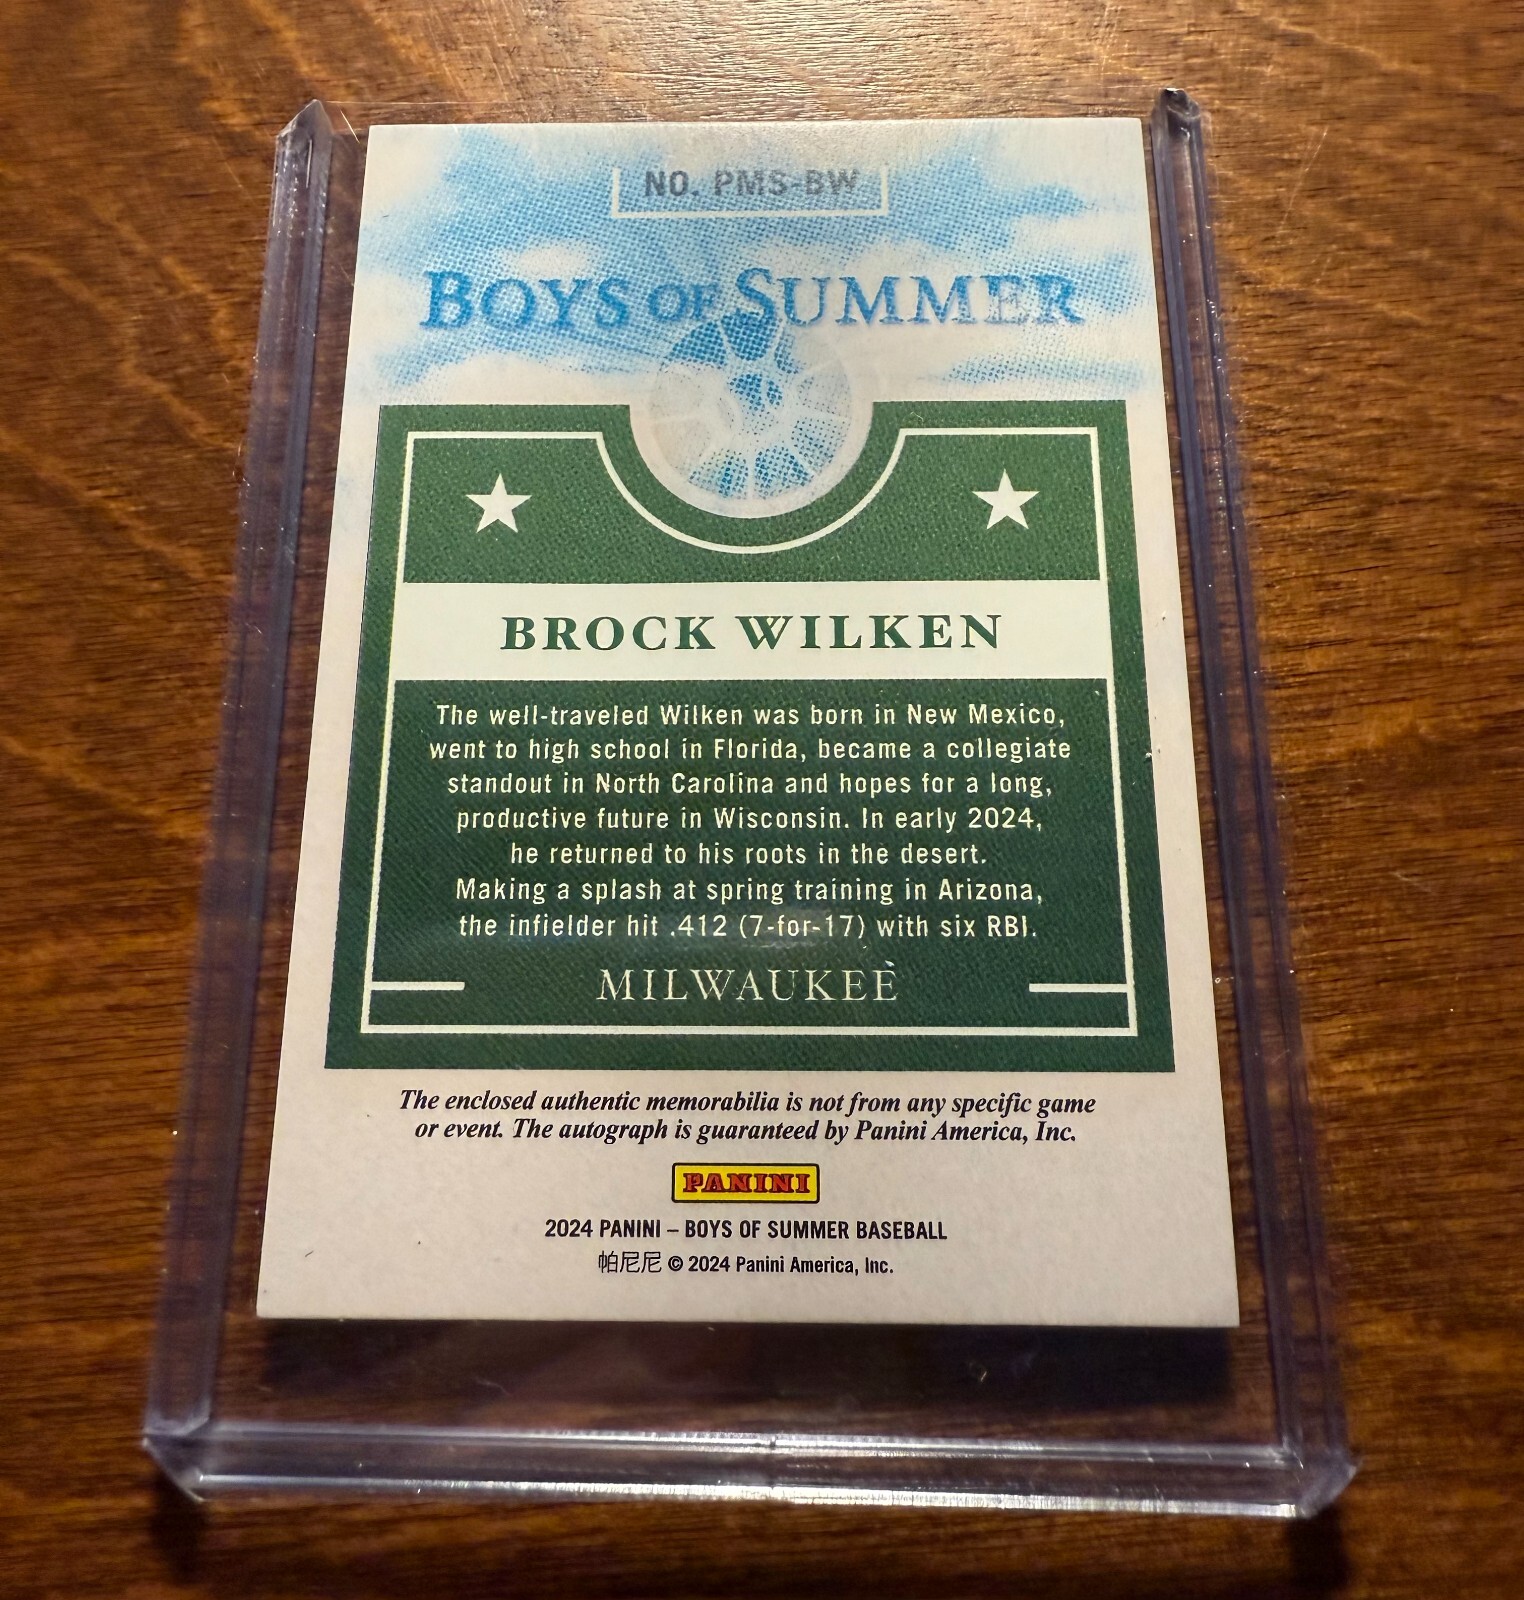 NO. PMS-BW
BOYS OF SUMMER
BROCK WILKEN
The well-traveled Wilken was born in New Mexico,
went to high school in Florida, became a collegiate
standout in North Carolina and hopes for a long,
productive future in Wisconsin. In early 2024,
he returned to his roots in the desert.
Making a splash at spring training in Arizona,
the infielder hit .412 (7-for-17) with six RBI.
MILWAUKEE
The enclosed authentic memorabilia is not from any specific game
or event. The autograph is guaranteed by Panini America, Inc.
PANINI
2024 PANINI – BOYS OF SUMMER BASEBALL
帕尼尼 © 2024 Panini America, Inc.